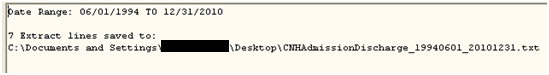 Date Range: 06/01/1994 TO 12/31/2010
7 Extract lines saved to:
C:\Documents and Settings\ \Desktop\CNHAdmissionDischarge_19940601_20101231.txt